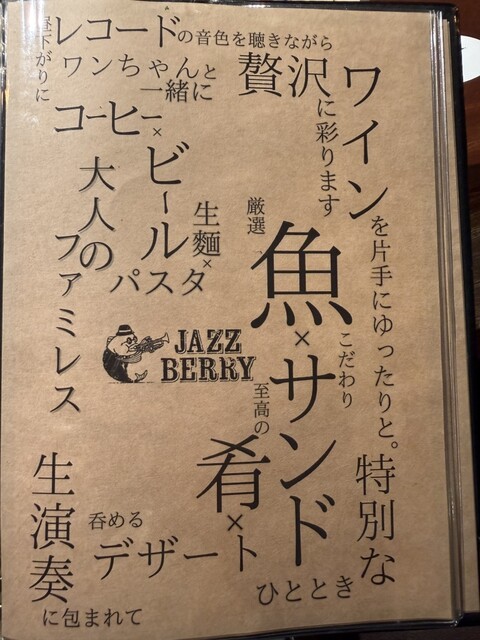 昼下がりに
レコードの音色を聴きながら
ワンちゃんと
一緒に
コーヒー×
ビール
大人の
ファミレス
贅沢に彩ります
ワインを片手にゆったりと。
生麵×
パスタ
厳選
魚×
こだわり
サンド
JAZZ
BERRY
至高の
肴×
呑める
デザート
特別な
ひととき
生演奏
に包まれて